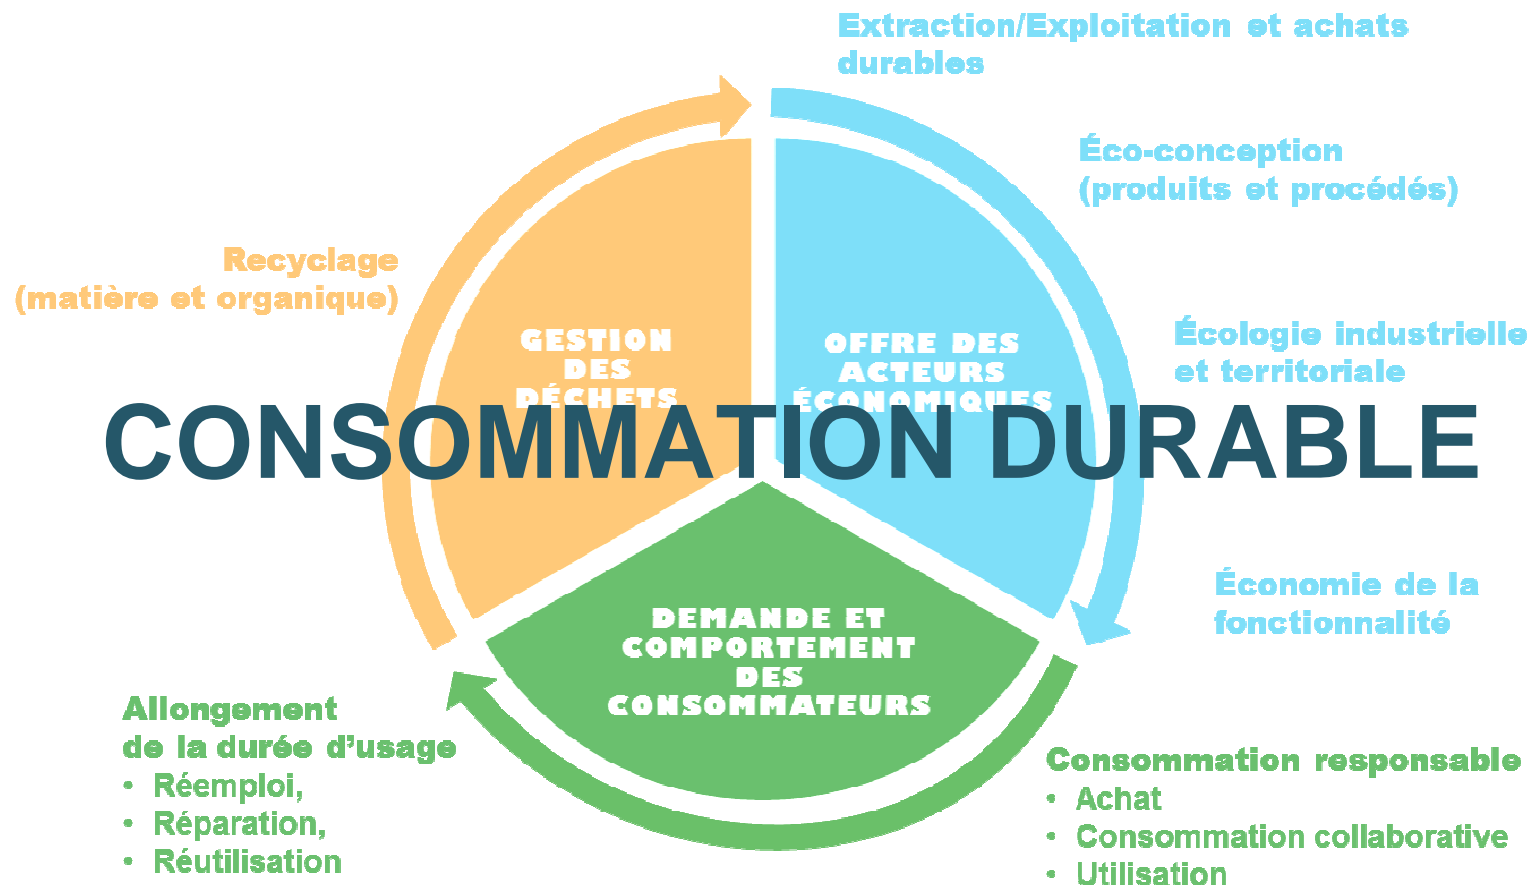 Extraction/Exploitation et achats
durables
Éco-conception
(produits et procédés)
Recyclage
(matière et organique)
Écologie industrielle
et territoriale
GESTION
DES
DÉCHETS
OFFRE DES
ACTEURS
ÉCONOMIQUES
CONSOMMATION DURABLE
Économie de la
fonctionnalité
DEMANDE ET
COMPORTEMENT
DES
CONSOMMATEURS
Allongement
de la durée d’usage
• Réemploi,
• Réparation,
• Réutilisation
Consommation responsable
• Achat
• Consommation collaborative
• Utilisation